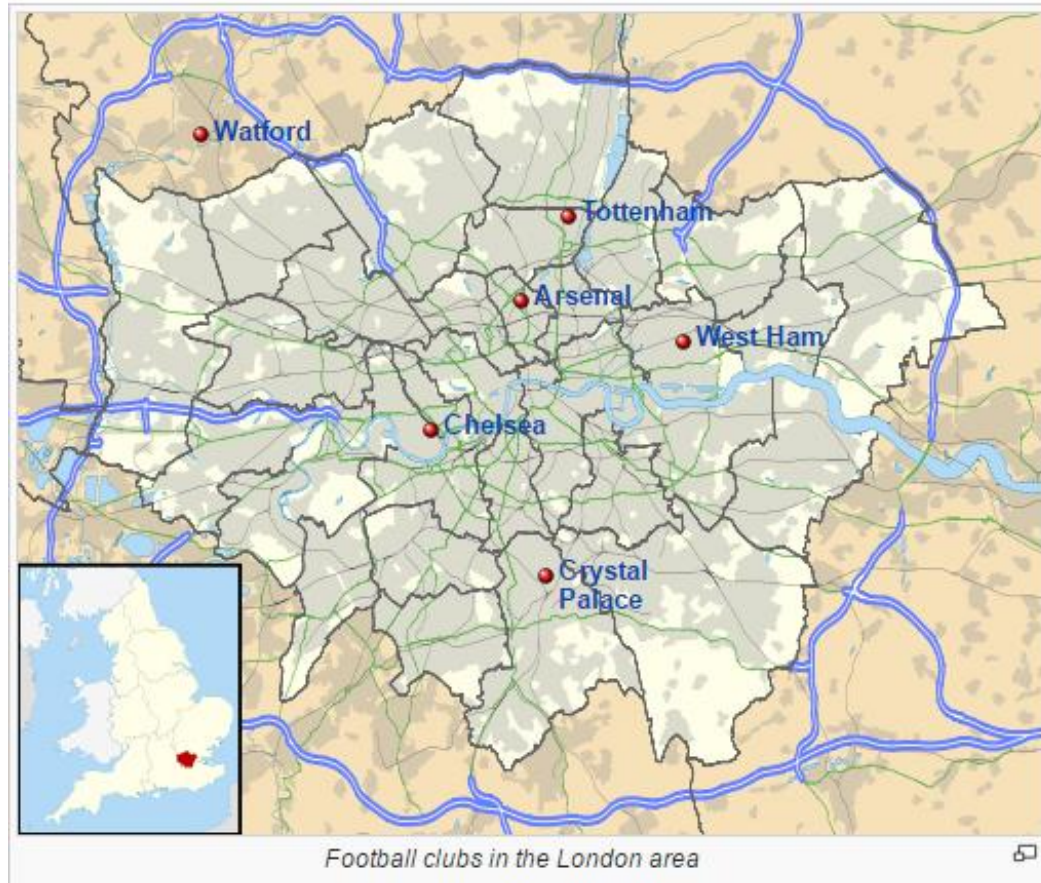 Watford
Tottenham
Arsenal
West Ham
Chelsea
Crystal
Palace
Football clubs in the London area